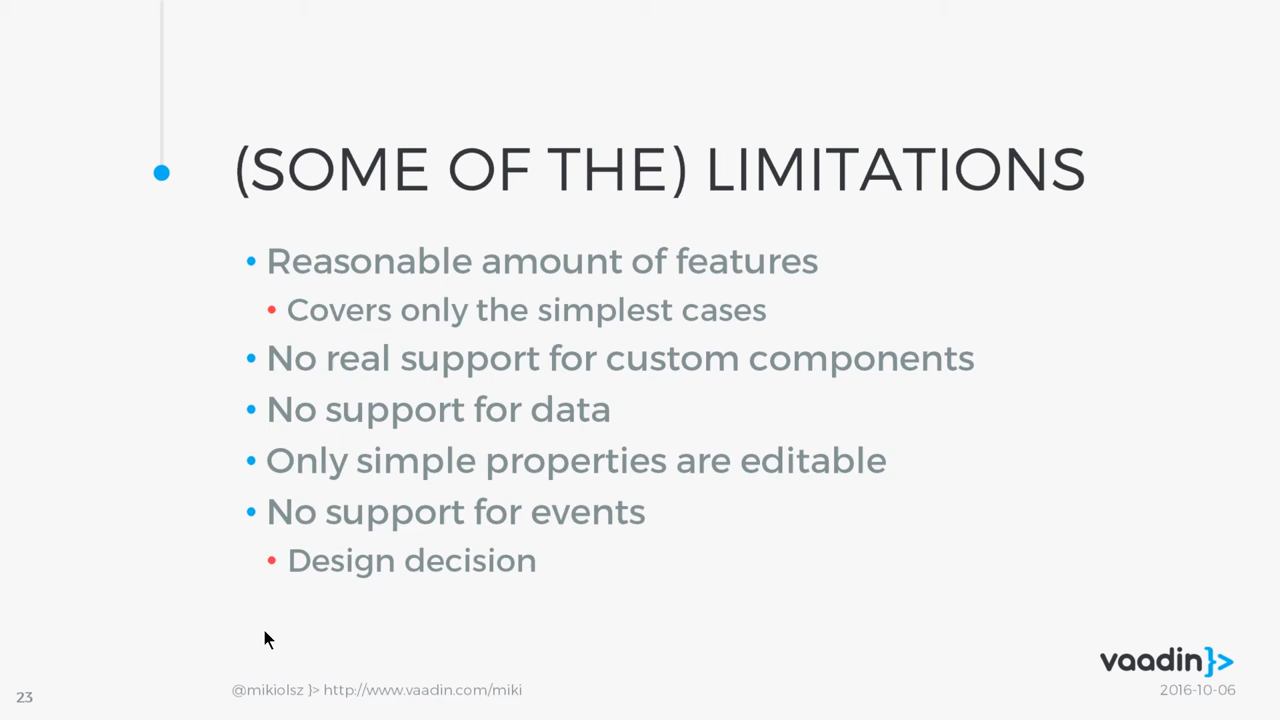 (SOME OF THE) LIMITATIONS
• Reasonable amount of features
• Covers only the simplest cases
• No real support for custom components
• No support for data
• Only simple properties are editable
• No support for events
• Design decision
vaadin}>
23
@mikiolsz }> http://www.vaadin.com/miki
2016-10-06